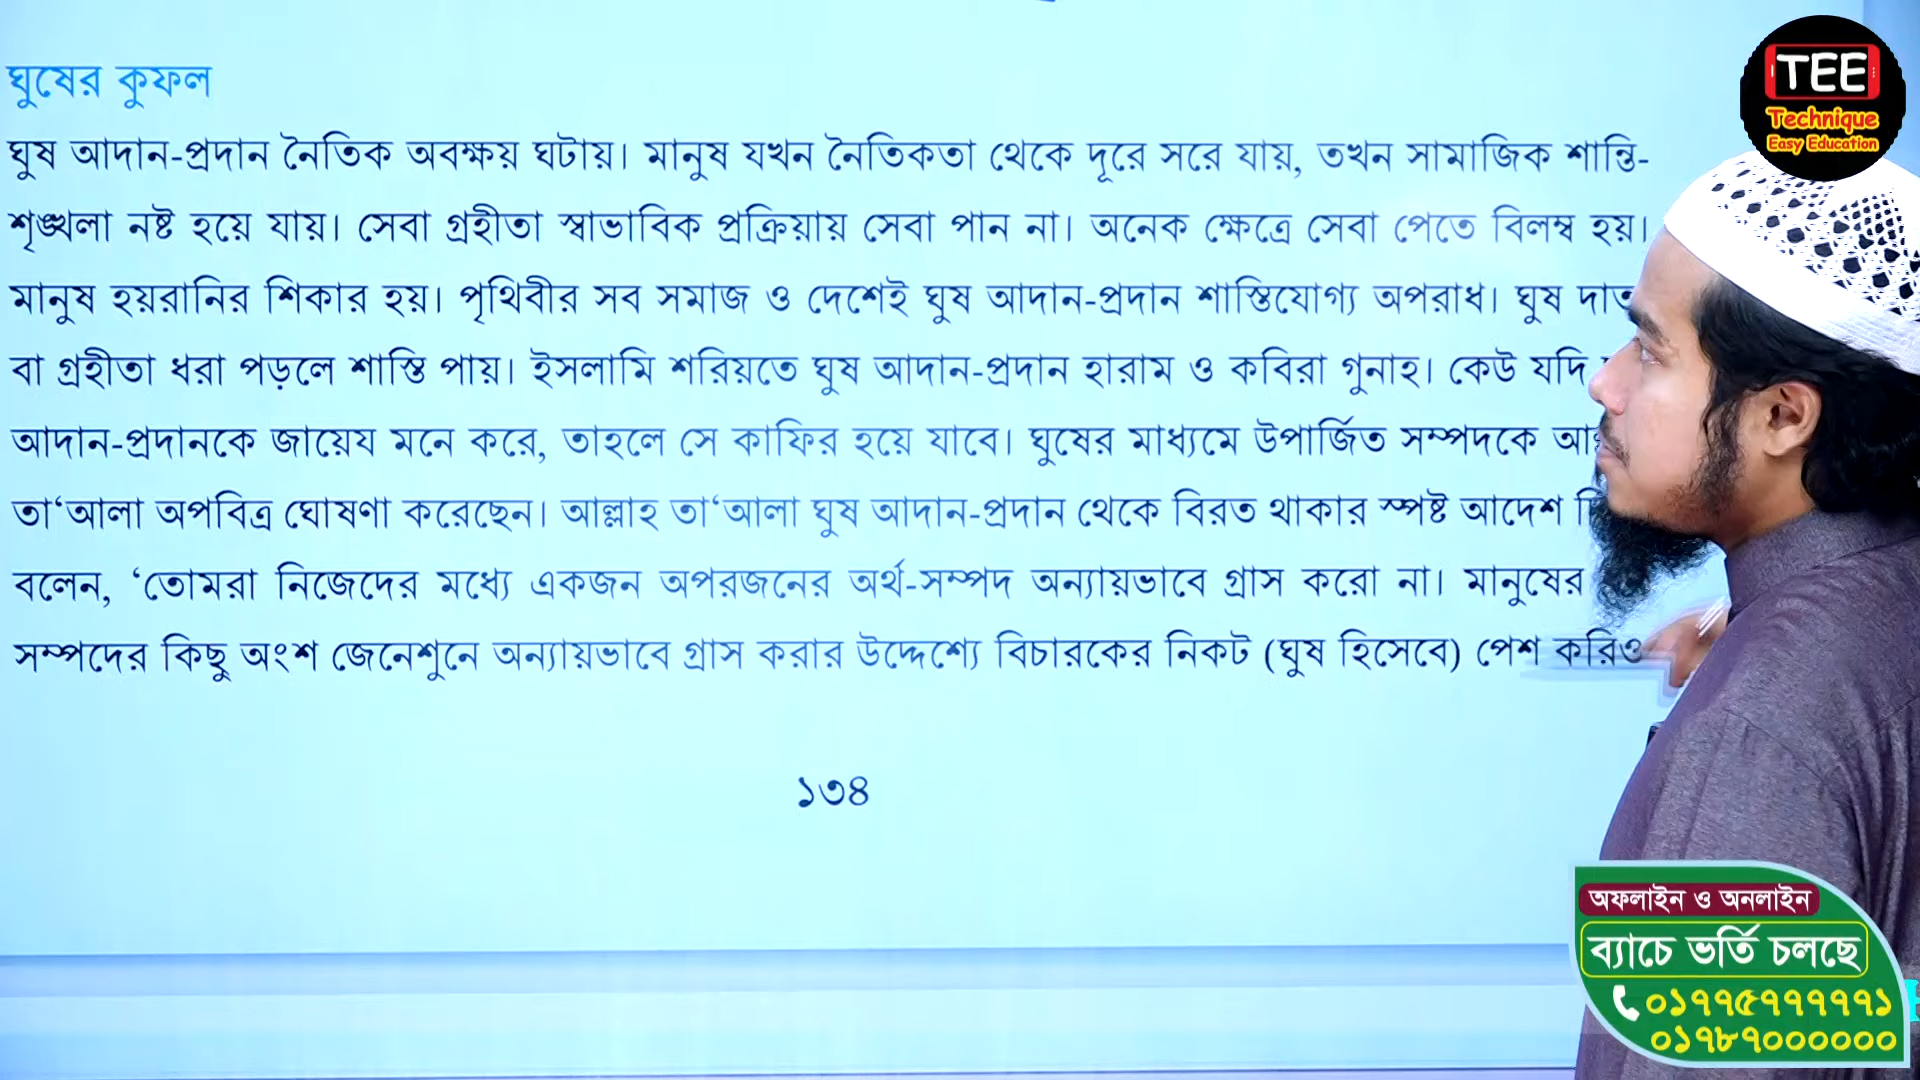 ঘুষের কুফল
ঘুষ আদান-প্রদান নৈতিক অবক্ষয় ঘটায়। মানুষ যখন নৈতিকতা থেকে দূরে সরে যায়, তখন সামাজিক শান্তি-
শৃঙ্খলা নষ্ট হয়ে যায়। সেবা গ্রহীতা স্বাভাবিক প্রক্রিয়ায় সেবা পান না। অনেক ক্ষেত্রে সেবা পেতে বিলম্ব হয়।
মানুষ হয়রানির শিকার হয়। পৃথিবীর সব সমাজ ও দেশেই ঘুষ আদান-প্রদান শাস্তিযোগ্য অপরাধ। ঘুষ
বা গ্রহীতা ধরা পড়লে শাস্তি পায়। ইসলামি শরিয়তে ঘুষ আদান-প্রদান হারাম ও কবিরা গুনাহ। কেউ যদি
আদান-প্রদানকে জায়েয মনে করে, তাহলে সে কাফির হয়ে যাবে। ঘুষের মাধ্যমে উপার্জিত সম্পদকে
তা‘আলা অপবিত্র ঘোষণা করেছেন। আল্লাহ তা‘আলা ঘুষ আদান-প্রদান থেকে বিরত থাকার স্পষ্ট আদেশ
বলেন, ‘তোমরা নিজেদের মধ্যে একজন অপরজনের অর্থ-সম্পদ অন্যায়ভাবে গ্রাস করো না। মানুষের
সম্পদের কিছু অংশ জেনেশুনে অন্যায়ভাবে গ্রাস করার উদ্দেশ্যে বিচারকের নিকট (ঘুষ হিসেবে) পেশ করিও
১৩৪
TEE
Technique
Easy Education
অফলাইন ও অনলাইন
ব্যাচে ভর্তি চলছে
০১৭৭৫৭৭৭৭৭১
০১৭৮৭০০০০০০